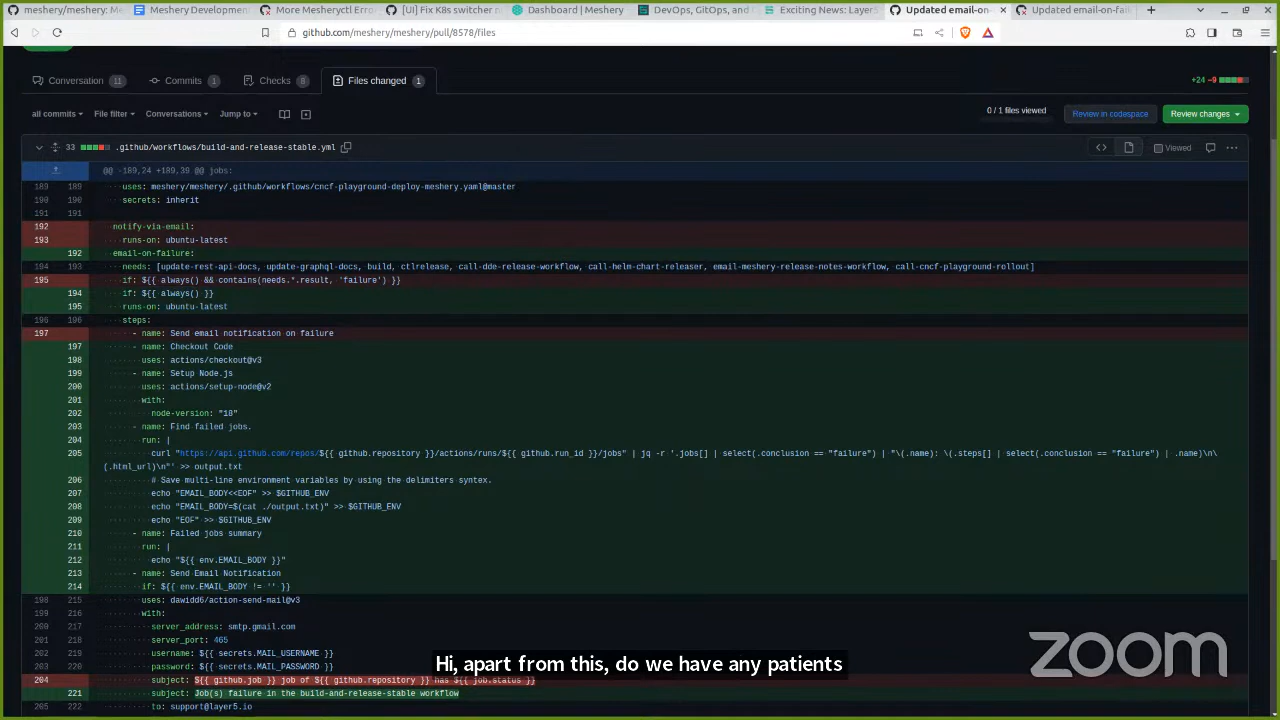 meshery/meshery: Me
Meshery Developmen
More Mesheryctl Erro
[UI] Fix K8s switcher n
Dashboard | Meshery
DevOps, GitOps, and
Exciting News: Layer5
Updated email-on-
Updated email-on-fail
github.com/meshery/meshery/pull/8578/files
Conversation 11
Commits 1
Checks 8
Files changed 1
+24 −9
all commits
File filter
Conversations
Jump to
0 / 1 files viewed
Review in codespace
Review changes
33 .github/workflows/build-and-release-stable.yml
Viewed
@@ -189,24 +189,39 @@ jobs:
189 189 uses: meshery/meshery/.github/workflows/cncf-playground-deploy-meshery.yaml@master
190 190 secrets: inherit
191 191
192 notify-via-email:
193 runs-on: ubuntu-latest
192 email-on-failure:
194 193 needs: [update-rest-api-docs, update-graphql-docs, build, ctlrelease, call-dde-release-workflow, call-helm-chart-releaser, email-meshery-release-notes-workflow, call-cncf-playground-rollout]
195 if: ${{ always() && contains(needs.*.result, 'failure') }}
194 if: ${{ always() }}
195 runs-on: ubuntu-latest
196 196 steps:
197 - name: Send email notification on failure
197 - name: Checkout Code
198 uses: actions/checkout@v3
199 - name: Setup Node.js
200 uses: actions/setup-node@v2
201 with:
202 node-version: "18"
203 - name: Find failed jobs.
204 run: |
205 curl "https://api.github.com/repos/${{ github.repository }}/actions/runs/${{ github.run_id }}/jobs" | jq -r '.jobs[] | select(.conclusion == "failure") | "\(.name): \(.steps[] | select(.conclusion == "failure") | .name)\n\
(.html_url)\n"' >> output.txt
206 # Save multi-line environment variables by using the delimiters syntex.
207 echo "EMAIL_BODY<<EOF" >> $GITHUB_ENV
208 echo "EMAIL_BODY=$(cat ./output.txt)" >> $GITHUB_ENV
209 echo "EOF" >> $GITHUB_ENV
210 - name: Failed jobs summary
211 run: |
212 echo "${{ env.EMAIL_BODY }}"
213 - name: Send Email Notification
214 if: ${{ env.EMAIL_BODY != '' }}
198 215 uses: dawidd6/action-send-mail@v3
199 216 with:
200 217 server_address: smtp.gmail.com
201 218 server_port: 465
202 219 username: ${{ secrets.MAIL_USERNAME }}
203 220 password: ${{ secrets.MAIL_PASSWORD }}
204 subject: ${{ github.job }} job of ${{ github.repository }} has ${{ job.status }}
221 subject: Job(s) failure in the build-and-release-stable workflow
205 222 to: support@layer5.io
Hi, apart from this, do we have any patients
zoom